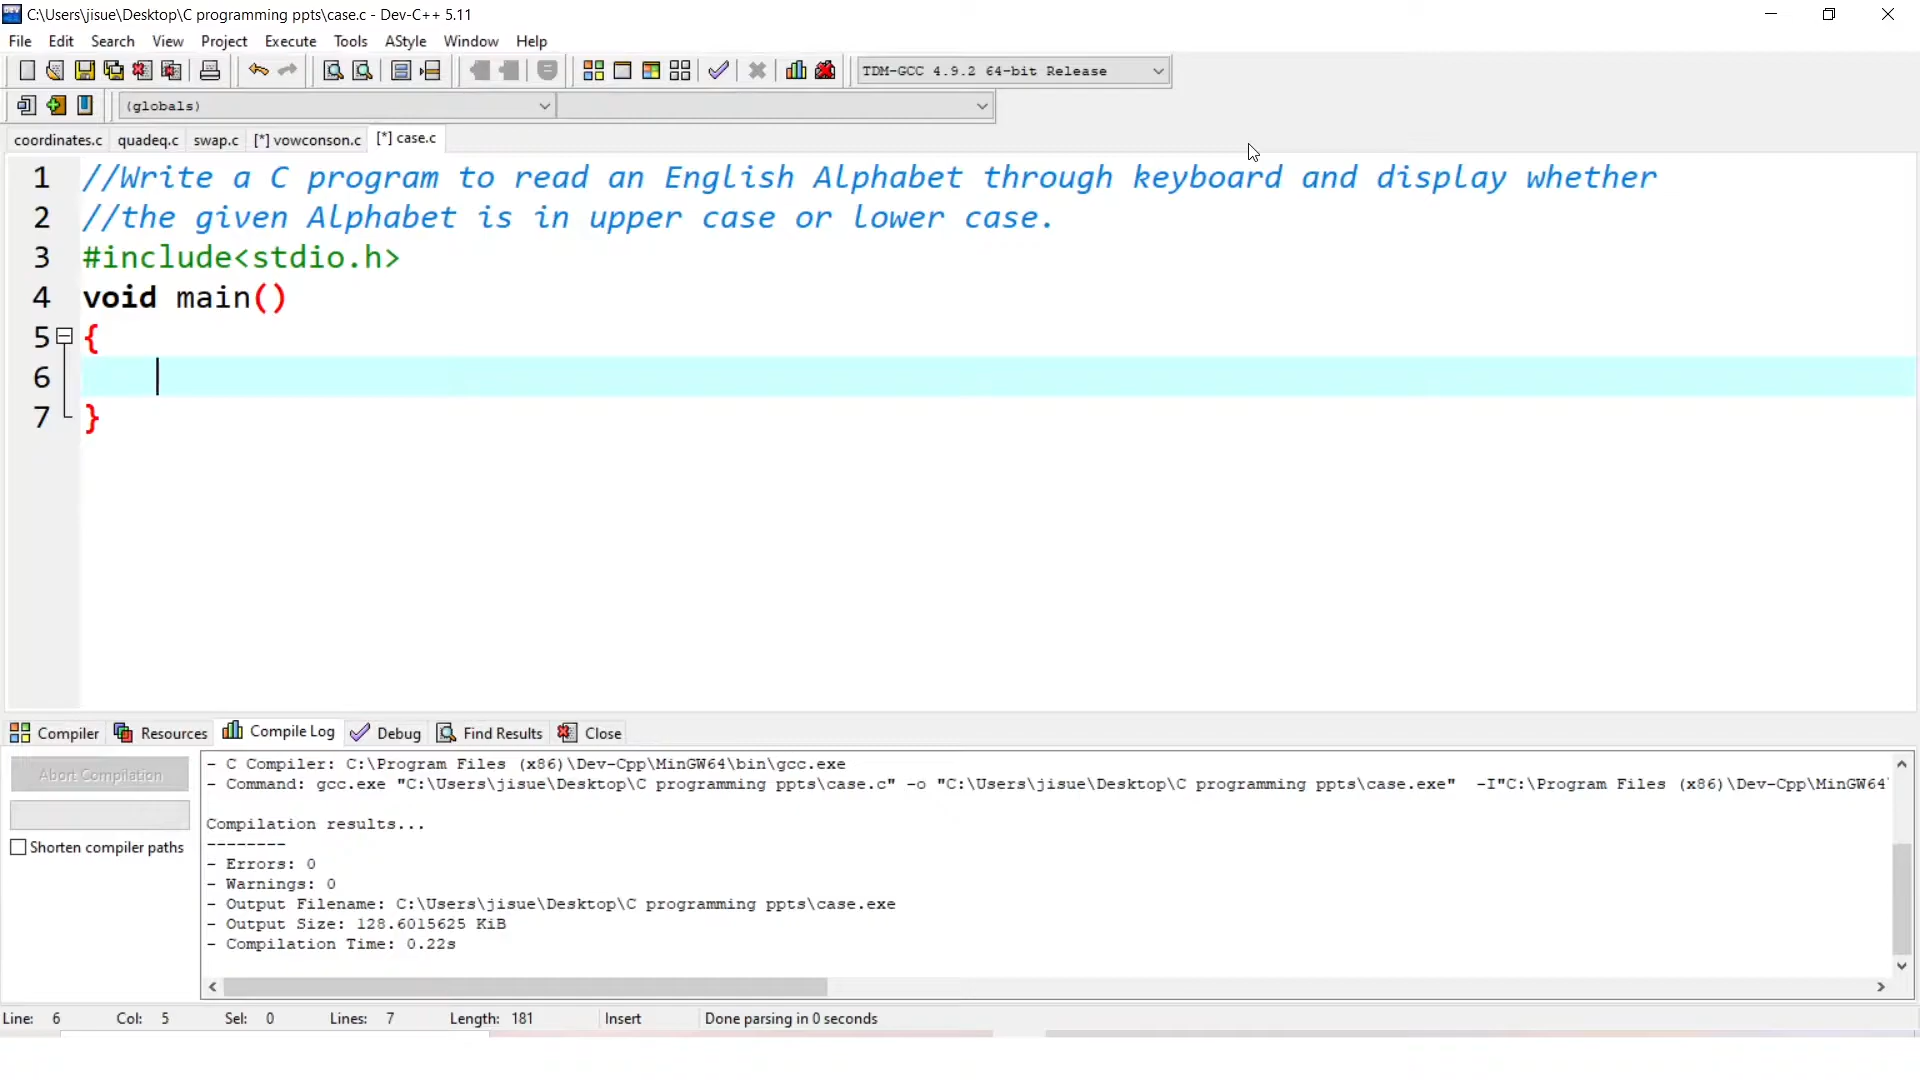 C:\Users\jisue\Desktop\C programming ppts\case.c - Dev-C++ 5.11
File Edit Search View Project Execute Tools AStyle Window Help
TDM-GCC 4.9.2 64-bit Release
(globals)
coordinates.c quadeq.c swap.c [*] vowconson.c [*] case.c
1 //Write a C program to read an English Alphabet through keyboard and display whether
2 //the given Alphabet is in upper case or lower case.
3 #include<stdio.h>
4 void main()
5 {
6
7 }
Compiler Resources Compile Log Debug Find Results Close
Abort Compilation
Shorten compiler paths
- C Compiler: C:\Program Files (x86)\Dev-Cpp\MinGW64\bin\gcc.exe
- Command: gcc.exe "C:\Users\jisue\Desktop\C programming ppts\case.c" -o "C:\Users\jisue\Desktop\C programming ppts\case.exe" -I"C:\Program Files (x86)\Dev-Cpp\MinGW64
Compilation results...
--------
- Errors: 0
- Warnings: 0
- Output Filename: C:\Users\jisue\Desktop\C programming ppts\case.exe
- Output Size: 128.6015625 KiB
- Compilation Time: 0.22s
Line: 6 Col: 5 Sel: 0 Lines: 7 Length: 181 Insert Done parsing in 0 seconds